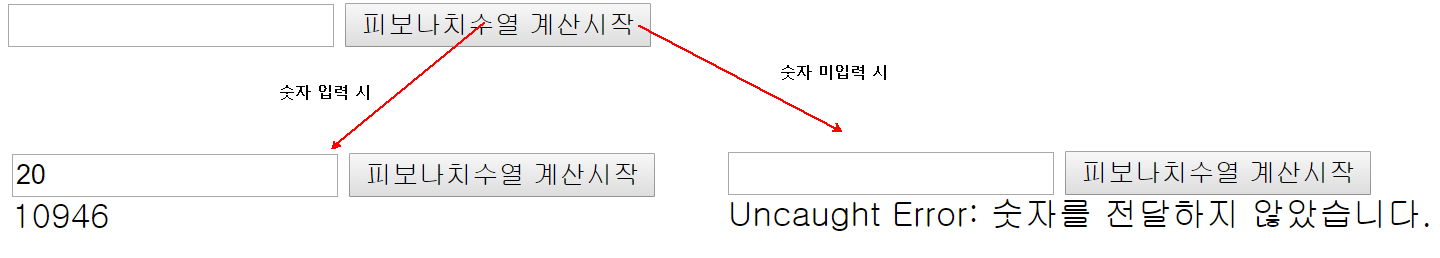 피보나치수열 계산시작
숫자 입력 시
숫자 미입력 시
20
피보나치수열 계산시작
10946
피보나치수열 계산시작
Uncaught Error: 숫자를 전달하지 않았습니다.